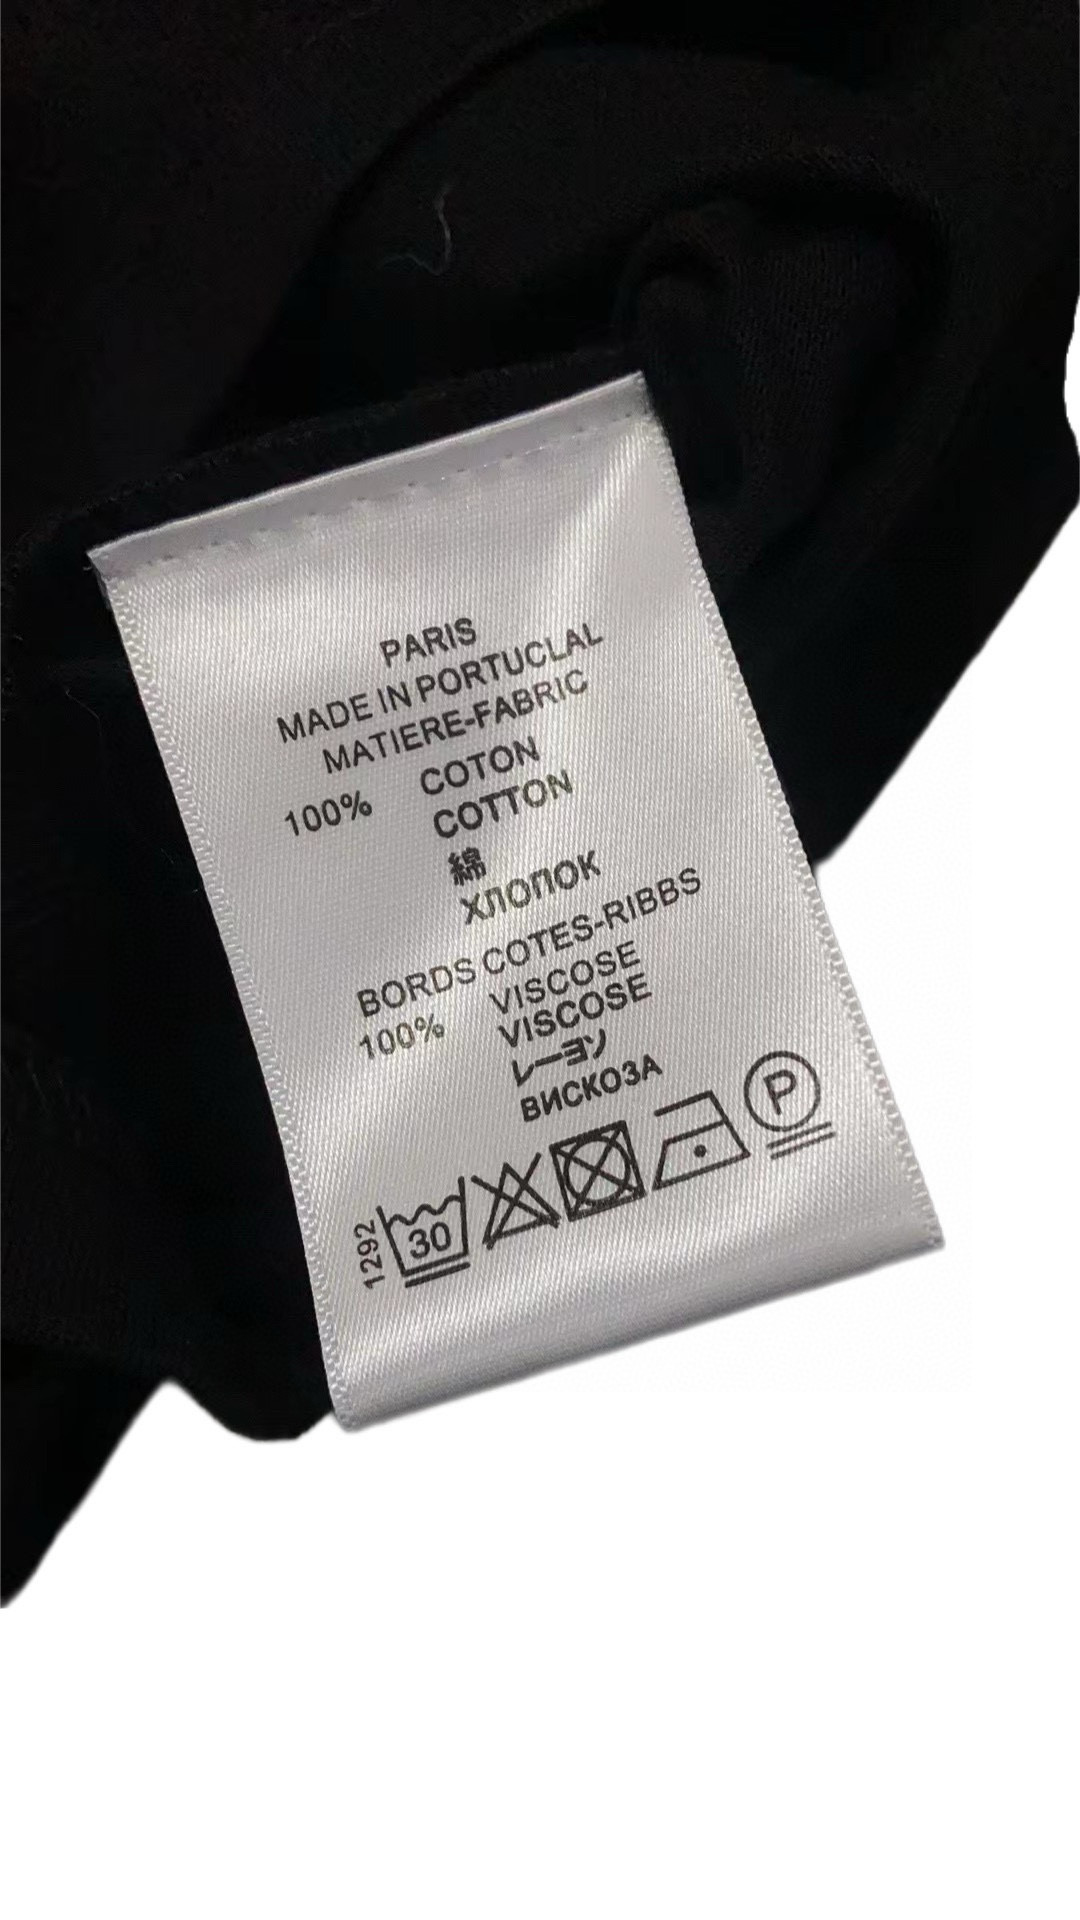 PARIS
MADE IN PORTUCLAL
MATIERE-FABRIC
100% COTON
COTTON
綿
ХЛОПОК
BORDS COTES-RIBBS
100% VISCOSE
VISCOSE
レーヨン
ВИСКОЗА
1292 30 P